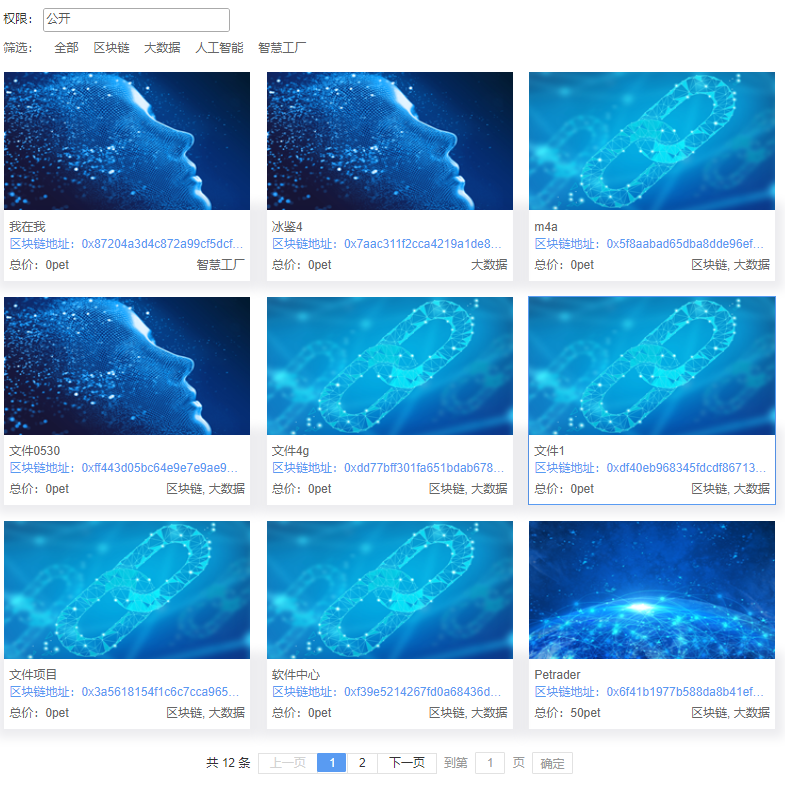 权限： 公开
筛选： 全部 区块链 大数据 人工智能 智慧工厂
我在我
区块链地址：0x87204a3d4c872a99cf5dcf...
总价：0pet 智慧工厂
冰鉴4
区块链地址：0x7aac311f2cca4219a1de8...
总价：0pet 大数据
m4a
区块链地址：0x5f8aabad65dba8dde96ef...
总价：0pet 区块链, 大数据
文件0530
区块链地址：0xff443d05bc64e9e7e9ae9...
总价：0pet 区块链, 大数据
文件4g
区块链地址：0xdd77bff301fa651bdab678...
总价：0pet 区块链, 大数据
文件1
区块链地址：0xdf40eb968345fdcdf86713...
总价：0pet 区块链, 大数据
文件项目
区块链地址：0x3a5618154f1c6c7cca965...
总价：0pet 区块链, 大数据
软件中心
区块链地址：0xf39e5214267fd0a68436d...
总价：0pet 区块链, 大数据
Petrader
区块链地址：0x6f41b1977b588da8b41ef...
总价：50pet 区块链, 大数据
共 12 条 上一页 1 2 下一页 到第 1 页 确定